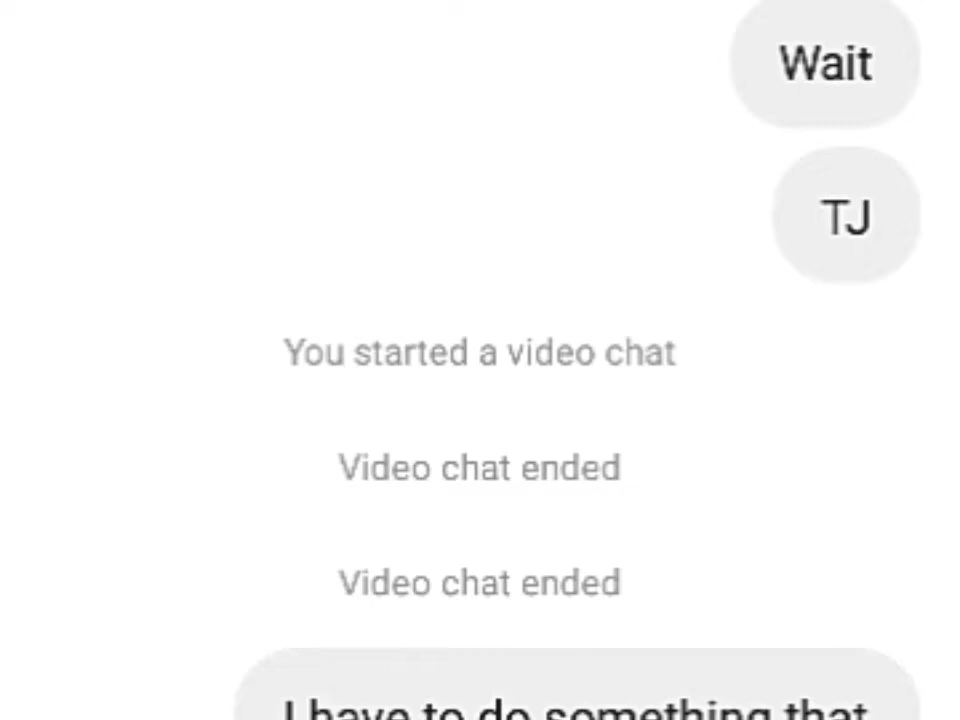 Wait
TJ
You started a video chat
Video chat ended
Video chat ended
I have to do something that